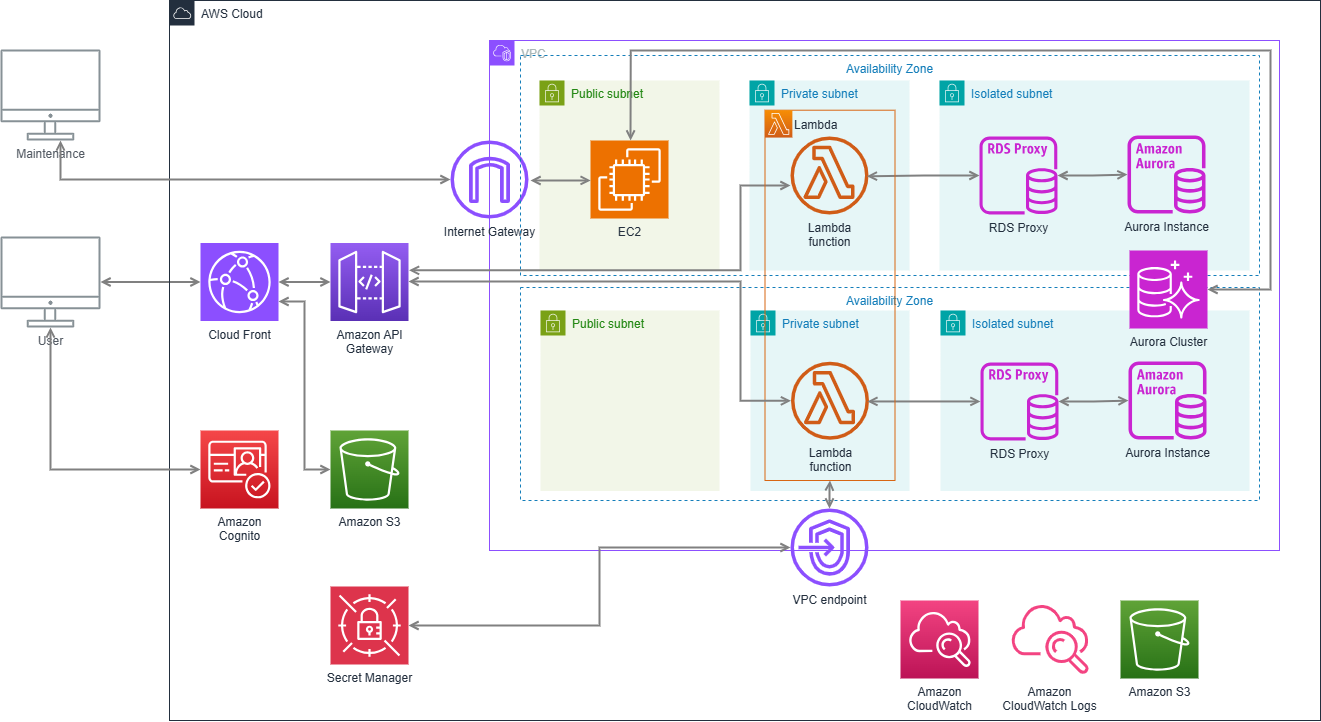 AWS Cloud
VPC
Availability Zone
Public subnet
Private subnet
Isolated subnet
Lambda
RDS Proxy
Amazon
Aurora
Maintenance
Internet Gateway
EC2
Lambda
function
RDS Proxy
Aurora Instance
Cloud Front
Amazon API
Gateway
User
Availability Zone
Public subnet
Private subnet
Isolated subnet
Aurora Cluster
RDS Proxy
Amazon
Aurora
Lambda
function
RDS Proxy
Aurora Instance
Amazon
Cognito
Amazon S3
VPC endpoint
Secret Manager
Amazon
CloudWatch
Amazon
CloudWatch Logs
Amazon S3